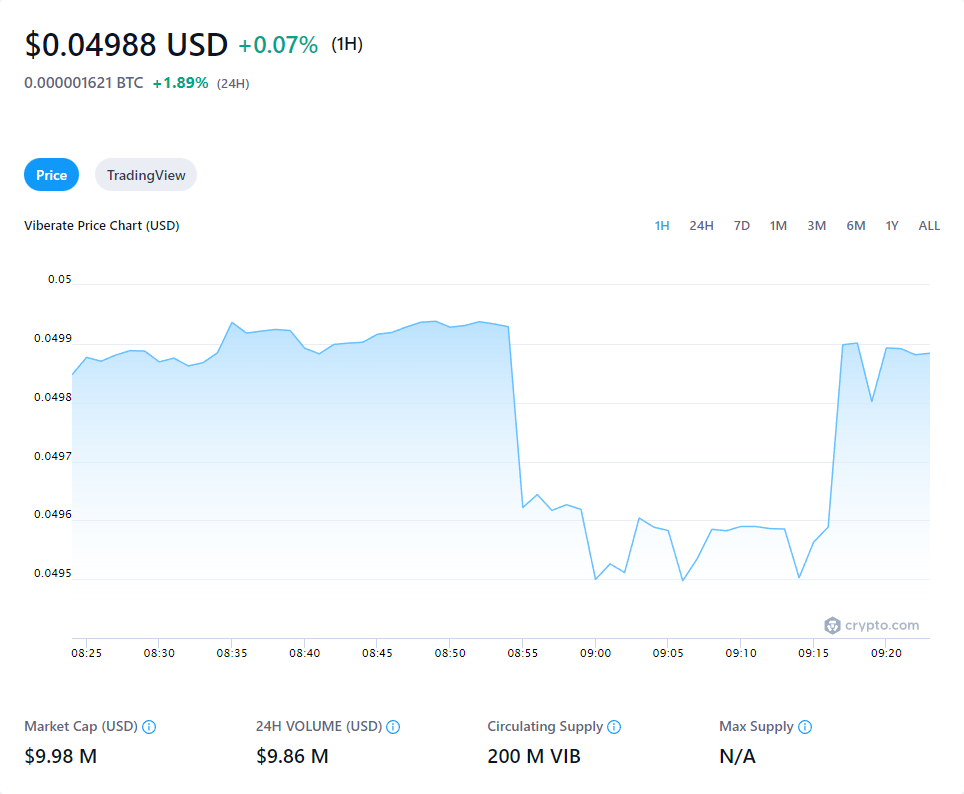 $0.04988 USD +0.07% (1H)
0.000001621 BTC +1.89% (24H)
Price TradingView
Viberate Price Chart (USD) 1H 24H 7D 1M 3M 6M 1Y ALL
0.05
0.0499
0.0498
0.0497
0.0496
0.0495
crypto.com
08:25 08:30 08:35 08:40 08:45 08:50 08:55 09:00 09:05 09:10 09:15 09:20
Market Cap (USD) 24H VOLUME (USD) Circulating Supply Max Supply
$9.98 M $9.86 M 200 M VIB N/A